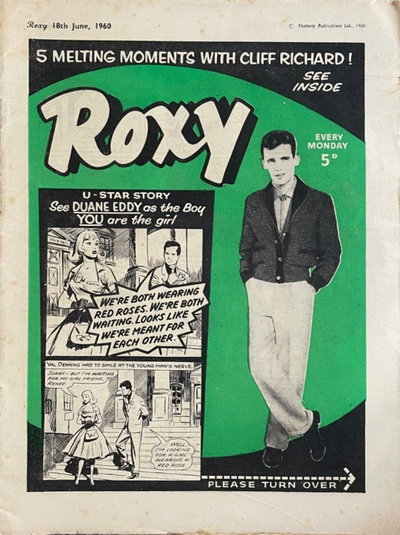 Roxy 18th June, 1960
© Fleetway Publications Ltd., 1960
5 MELTING MOMENTS WITH CLIFF RICHARD!
SEE
INSIDE
Roxy
EVERY
MONDAY
5ᴰ
U-STAR STORY
See DUANE EDDY as the Boy
YOU are the girl
WE'RE BOTH WEARING
RED ROSES. WE'RE BOTH
WAITING. LOOKS LIKE
WE'RE MEANT FOR
EACH OTHER.
VAL DENNING HAD TO SMILE AT THE YOUNG MAN'S NERVE.
SORRY - BUT I'M WAITING
FOR MY GIRL FRIEND,
RENEE.
WELL
I'M LOOKING
FOR A GIRL
WEARING A
RED ROSE
PLEASE TURN OVER